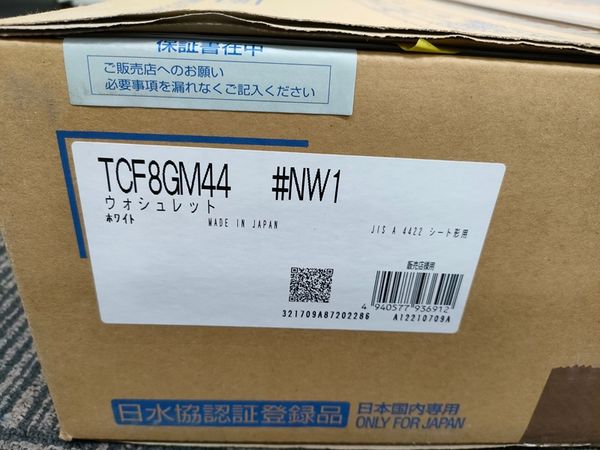 保証書在中
ご販売店へのお願い
必要事項を漏れなくご記入ください
TCF8GM44 #NW1
ウォシュレット
ホワイト MADE IN JAPAN JIS A 4422 シート形用
販売店様用
4 940577 936912
321709A87202286 A12210709A
日水協認証登録品 日本国内専用
ONLY FOR JAPAN